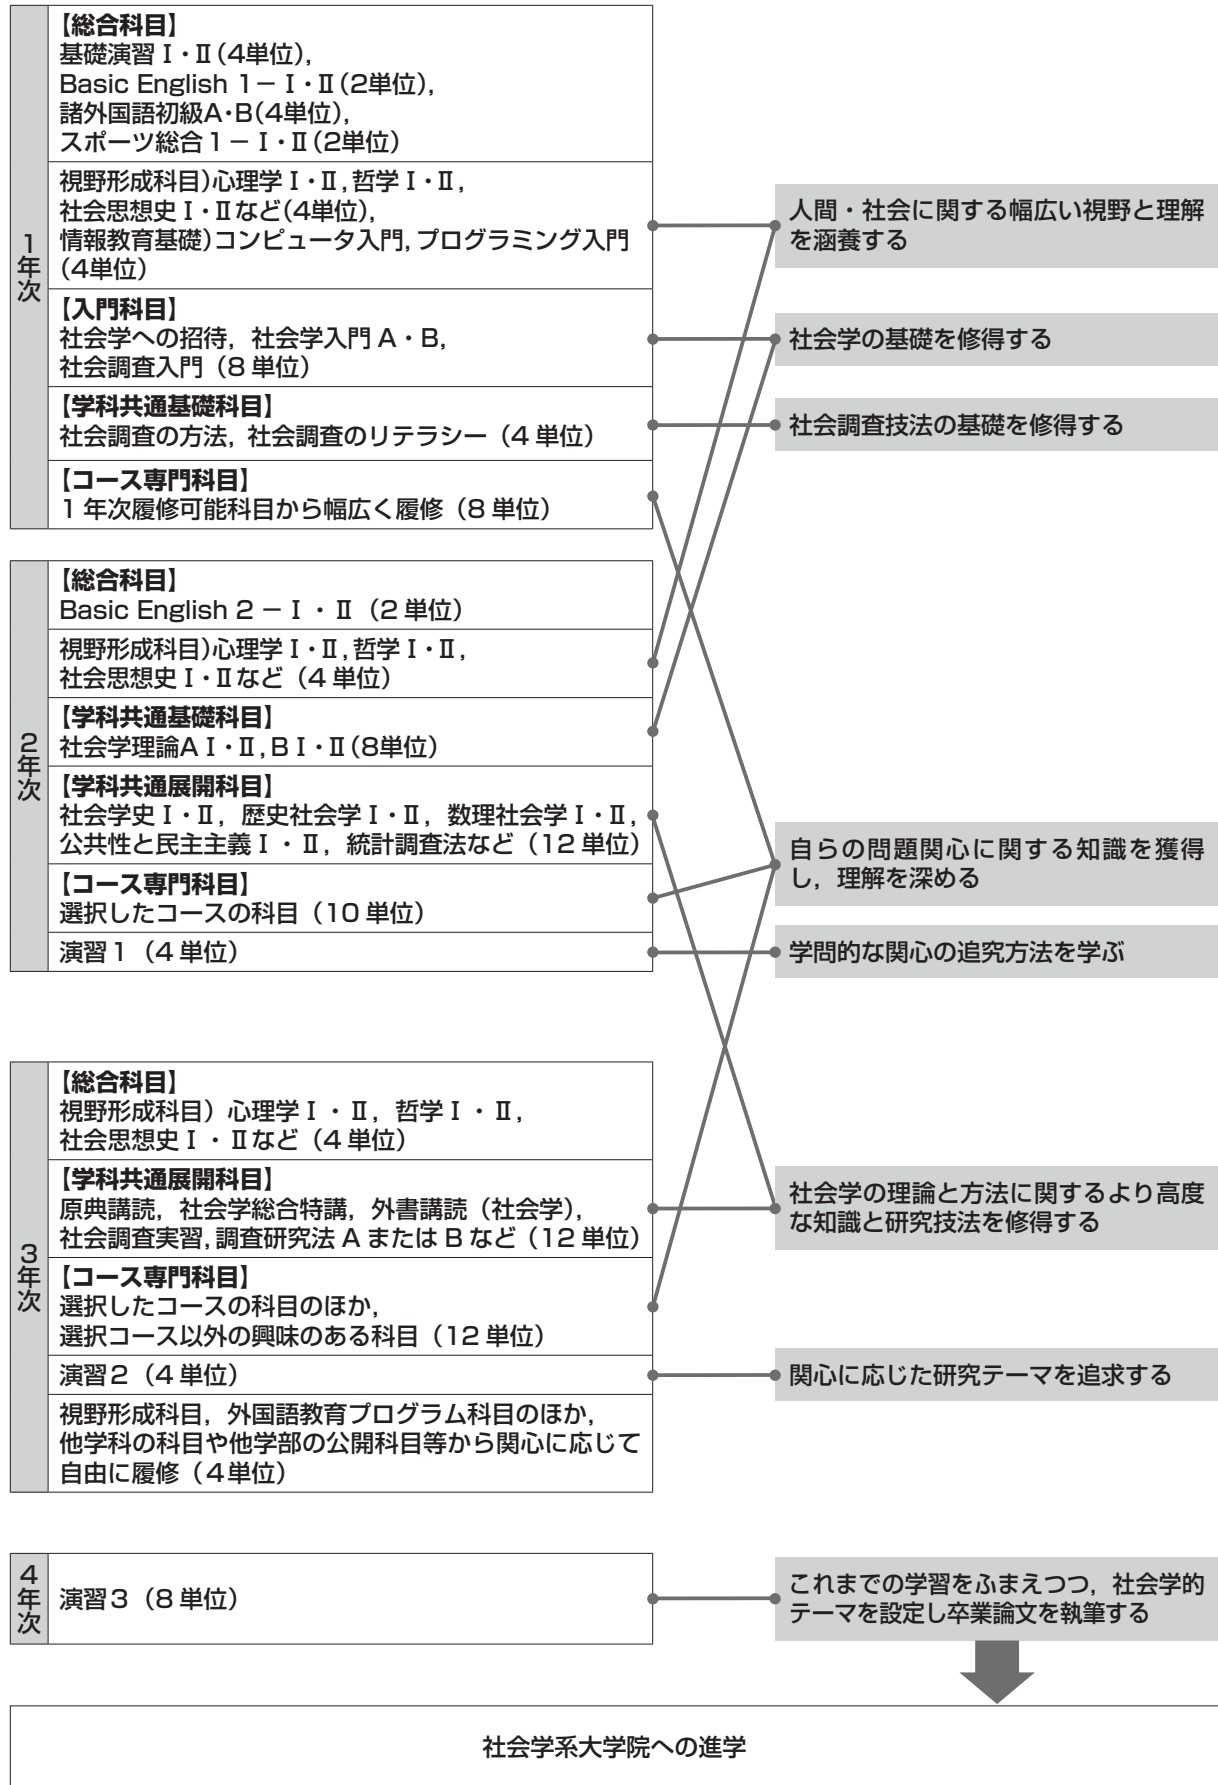 1年次
【総合科目】
基礎演習Ⅰ・Ⅱ(4単位),
Basic English 1－Ⅰ・Ⅱ(2単位),
諸外国語初級A・B(4単位),
スポーツ総合1－Ⅰ・Ⅱ(2単位)
視野形成科目)心理学Ⅰ・Ⅱ,哲学Ⅰ・Ⅱ,
社会思想史Ⅰ・Ⅱなど(4単位),
情報教育基礎)コンピュータ入門,プログラミング入門
(4単位)
【入門科目】
社会学への招待，社会学入門A・B,
社会調査入門（8単位）
【学科共通基礎科目】
社会調査の方法,社会調査のリテラシー（4単位）
【コース専門科目】
1年次履修可能科目から幅広く履修（8単位）
人間・社会に関する幅広い視野と理解
を涵養する
社会学の基礎を修得する
社会調査技法の基礎を修得する
2年次
【総合科目】
Basic English 2－Ⅰ・Ⅱ（2単位）
視野形成科目)心理学Ⅰ・Ⅱ,哲学Ⅰ・Ⅱ,
社会思想史Ⅰ・Ⅱなど（4単位）
【学科共通基礎科目】
社会学理論AⅠ・Ⅱ,BⅠ・Ⅱ(8単位)
【学科共通展開科目】
社会学史Ⅰ・Ⅱ，歴史社会学Ⅰ・Ⅱ，数理社会学Ⅰ・Ⅱ,
公共性と民主主義Ⅰ・Ⅱ，統計調査法など（12単位）
【コース専門科目】
選択したコースの科目（10単位）
演習1（4単位）
自らの問題関心に関する知識を獲得
し，理解を深める
学問的な関心の追究方法を学ぶ
3年次
【総合科目】
視野形成科目）心理学Ⅰ・Ⅱ，哲学Ⅰ・Ⅱ,
社会思想史Ⅰ・Ⅱなど（4単位）
【学科共通展開科目】
原典講読，社会学総合特講，外書講読（社会学）,
社会調査実習,調査研究法AまたはBなど（12単位）
【コース専門科目】
選択したコースの科目のほか,
選択コース以外の興味のある科目（12単位）
演習2（4単位）
視野形成科目，外国語教育プログラム科目のほか,
他学科の科目や他学部の公開科目等から関心に応じて
自由に履修（4単位）
社会学の理論と方法に関するより高度
な知識と研究技法を修得する
関心に応じた研究テーマを追求する
4年次
演習3（8単位）
これまでの学習をふまえつつ，社会学的
テーマを設定し卒業論文を執筆する
社会学系大学院への進学